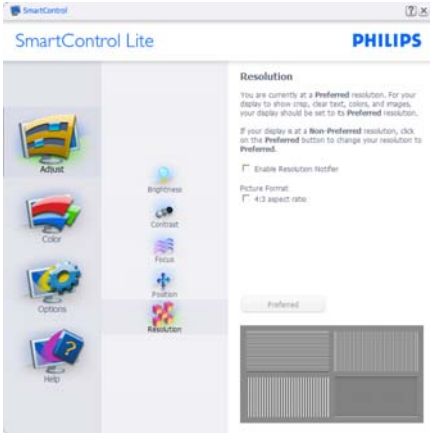 SmartControl
SmartControl Lite
PHILIPS
Adjust
Color
Options
Help
Brightness
Contrast
Focus
Position
Resolution
Resolution
You are currently at a Preferred resolution. For your
display to show crisp, clear text, colors, and images,
your display should be set to its Preferred resolution.
If your display is at a Non-Preferred resolution, click
on the Preferred button to change your resolution to
Preferred.
Enable Resolution Notifier
Picture Format
4:3 aspect ratio
Preferred